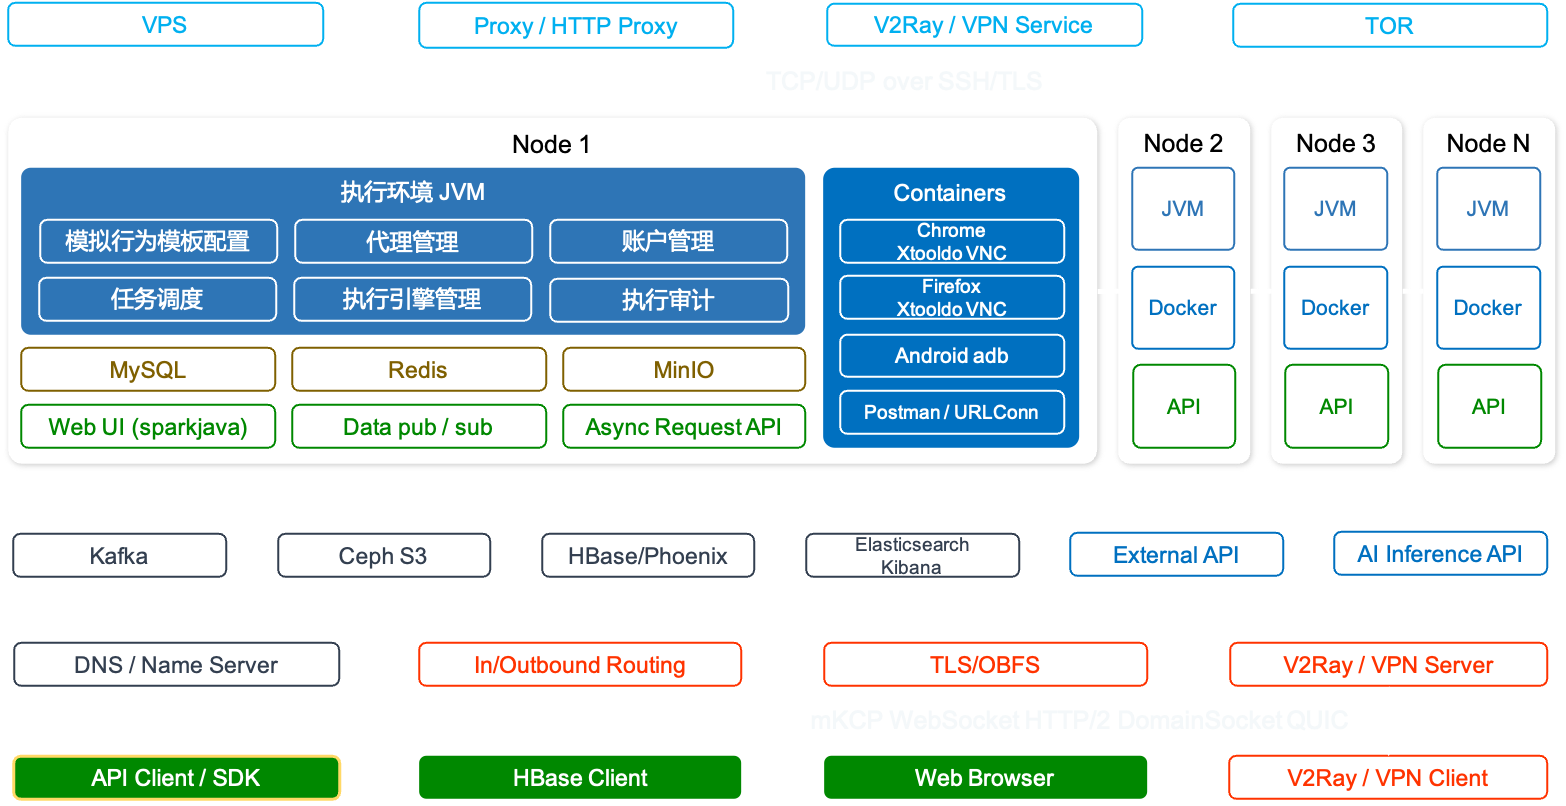 VPS
Proxy / HTTP Proxy
V2Ray / VPN Service
TOR
TCP/UDP over SSH/TLS
Node 1
执行环境 JVM
模拟行为模板配置
代理管理
账户管理
任务调度
执行引擎管理
执行审计
MySQL
Redis
MinIO
Web UI (sparkjava)
Data pub / sub
Async Request API
Containers
Chrome
Xtooldo VNC
Firefox
Xtooldo VNC
Android adb
Postman / URLConn
Node 2
JVM
Docker
API
Node 3
JVM
Docker
API
Node N
JVM
Docker
API
Kafka
Ceph S3
HBase/Phoenix
Elasticsearch
Kibana
External API
AI Inference API
DNS / Name Server
In/Outbound Routing
TLS/OBFS
V2Ray / VPN Server
mKCP WebSocket HTTP/2 DomainSocket QUIC
API Client / SDK
HBase Client
Web Browser
V2Ray / VPN Client